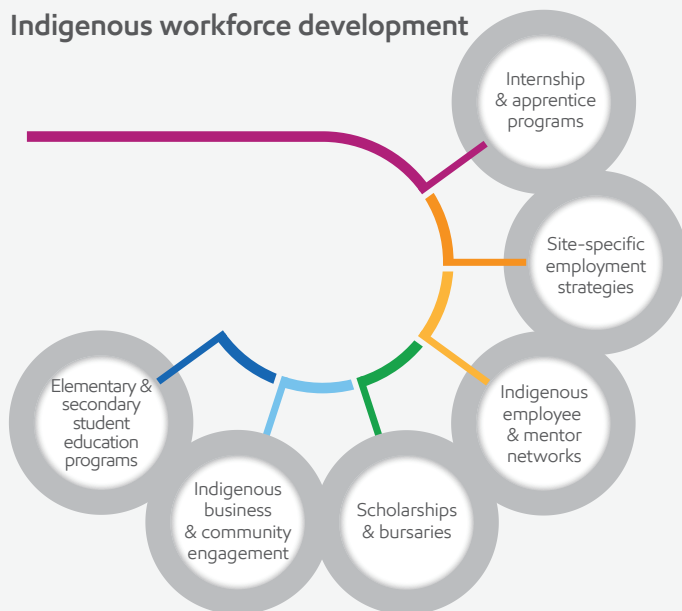 Indigenous workforce development
Internship
& apprentice
programs
Site-specific
employment
strategies
Indigenous
employee
& mentor
networks
Scholarships
& bursaries
Indigenous
business
& community
engagement
Elementary &
secondary
student
education
programs